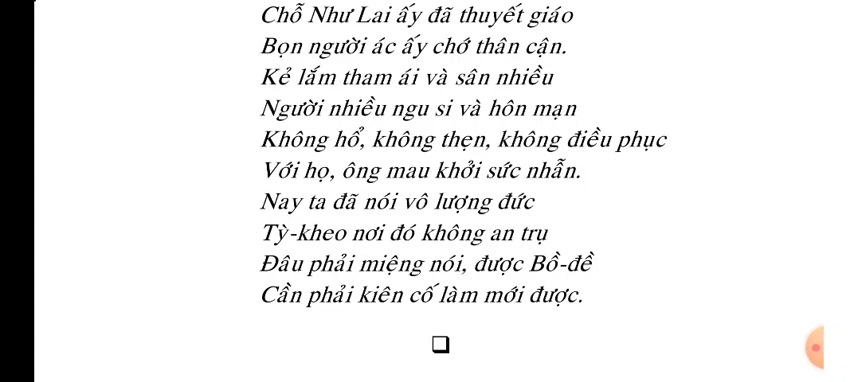 Chỗ Như Lai ấy đã thuyết giáo
Bọn người ác ấy chớ thân cận.
Kẻ lắm tham ái và sân nhiều
Người nhiều ngu si và hôn mạn
Không hổ, không thẹn, không điều phục
Với họ, ông mau khởi sức nhẫn.
Nay ta đã nói vô lượng đức
Tỳ-kheo nơi đó không an trụ
Đâu phải miệng nói, được Bồ-đề
Cần phải kiên cố làm mới được.